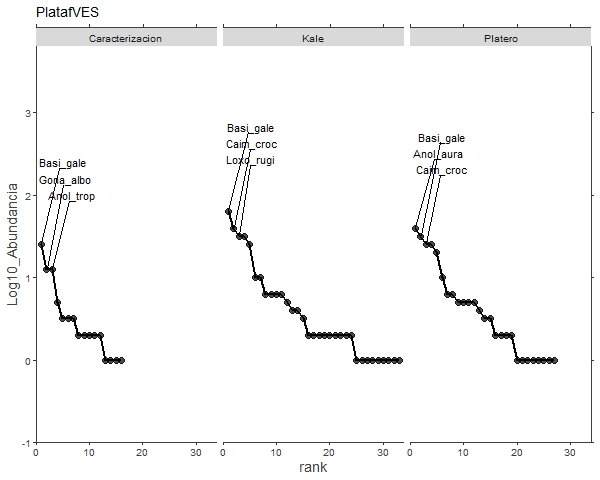 PlatafVES
Caracterizacion
Kale
Platero
Log10_Abundancia
3
2
1
0
-1
Basi_gale
Gona_albo
Anol_trop
Basi_gale
Caim_croc
Loxo_rugi
Basi_gale
Anol_aura
Caim_croc
0 10 20 30
0 10 20 30
0 10 20 30
rank